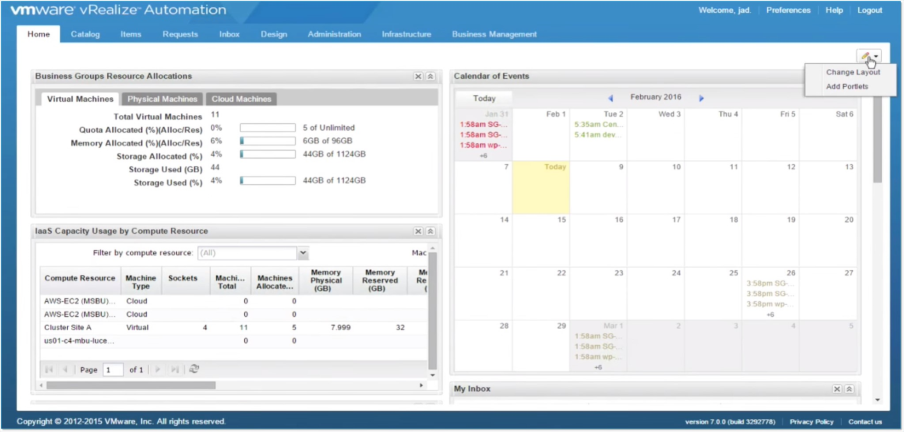 vmware vRealize Automation
Welcome, jad. Preferences Help Logout
Home Catalog Items Requests Inbox Design Administration Infrastructure Business Management
Change Layout
Add Portlets
Business Groups Resource Allocations
Virtual Machines Physical Machines Cloud Machines
Total Virtual Machines 11
Quota Allocated (%)(Alloc/Res) 0% 5 of Unlimited
Memory Allocated (%)(Alloc/Res) 6% 6GB of 96GB
Storage Allocated (%) 4% 44GB of 1124GB
Storage Used (GB) 44
Storage Used (%) 4% 44GB of 1124GB
IaaS Capacity Usage by Compute Resource
Filter by compute resource: (All) Mac
Compute Resource Machine Type Sockets Machi... Total Machines Allocate... Memory Physical (GB) Memory Reserved (GB)
AWS-EC2 (MSBU)... Cloud 0 0
AWS-EC2 (MSBU)... Cloud 0 0
Cluster Site A Virtual 4 11 5 7.999 32
us01-c4-mbu-luce... 0 0
Page 1 of 1
Calendar of Events
Today February 2016
Jan 31 Feb 1 Tue 2 Wed 3 Thu 4 Fri 5 Sat 6
1:58am SG-... 5:35am Cen...
1:58am SG-... 5:41am dev...
1:58am wp-...
+6
7 Today 9 10 11 12 13
14 15 16 17 18 19 20
21 22 23 24 25 26 27
3:58pm SG-...
3:58pm SG-...
3:58pm wp-...
+6
28 29 Mar 1 2 3 4 5
1:58am SG-...
1:58am SG-...
1:58am wp-...
+6
My Inbox
Copyright © 2012-2015 VMware, Inc. All rights reserved.
version 7.0.0 (build 3292778) Privacy Policy Contact us